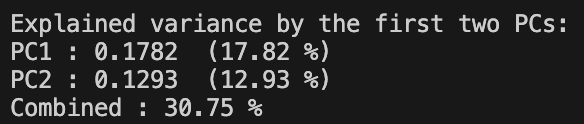 Explained variance by the first two PCs:
PC1 : 0.1782  (17.82 %)
PC2 : 0.1293  (12.93 %)
Combined : 30.75 %